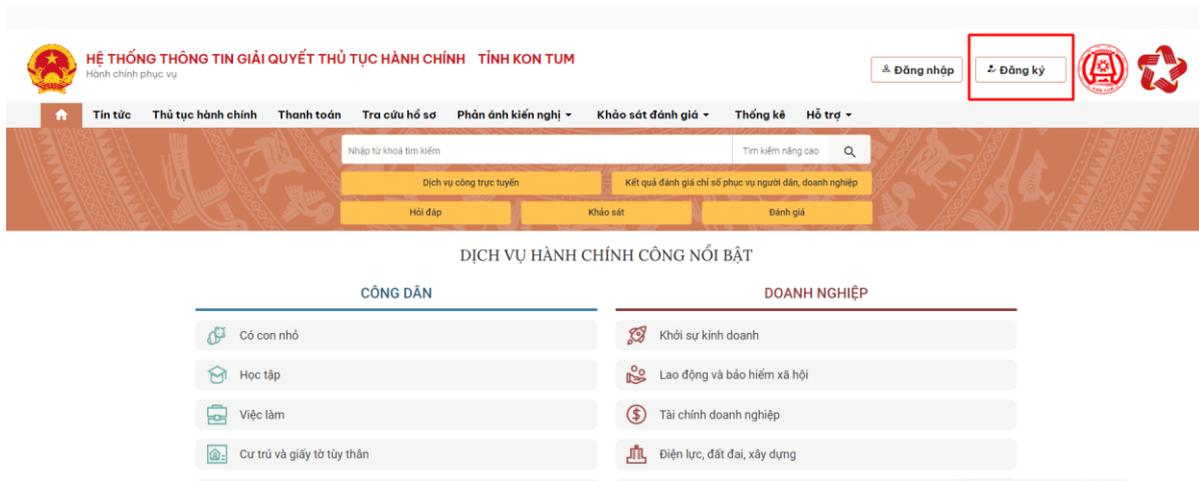 HỆ THỐNG THÔNG TIN GIẢI QUYẾT THỦ TỤC HÀNH CHÍNH TỈNH KON TUM
Hành chính phục vụ
Đăng nhập
Đăng ký
KON TUM
Tin tức Thủ tục hành chính Thanh toán Tra cứu hồ sơ Phản ánh kiến nghị Khảo sát đánh giá Thống kê Hỗ trợ
Nhập từ khoá tìm kiếm Tìm kiếm nâng cao
Dịch vụ công trực tuyến Kết quả đánh giá chỉ số phục vụ người dân, doanh nghiệp
Hỏi đáp Khảo sát Đánh giá
DỊCH VỤ HÀNH CHÍNH CÔNG NỔI BẬT
CÔNG DÂN DOANH NGHIỆP
Có con nhỏ Khởi sự kinh doanh
Học tập Lao động và bảo hiểm xã hội
Việc làm Tài chính doanh nghiệp
Cư trú và giấy tờ tùy thân Điện lực, đất đai, xây dựng